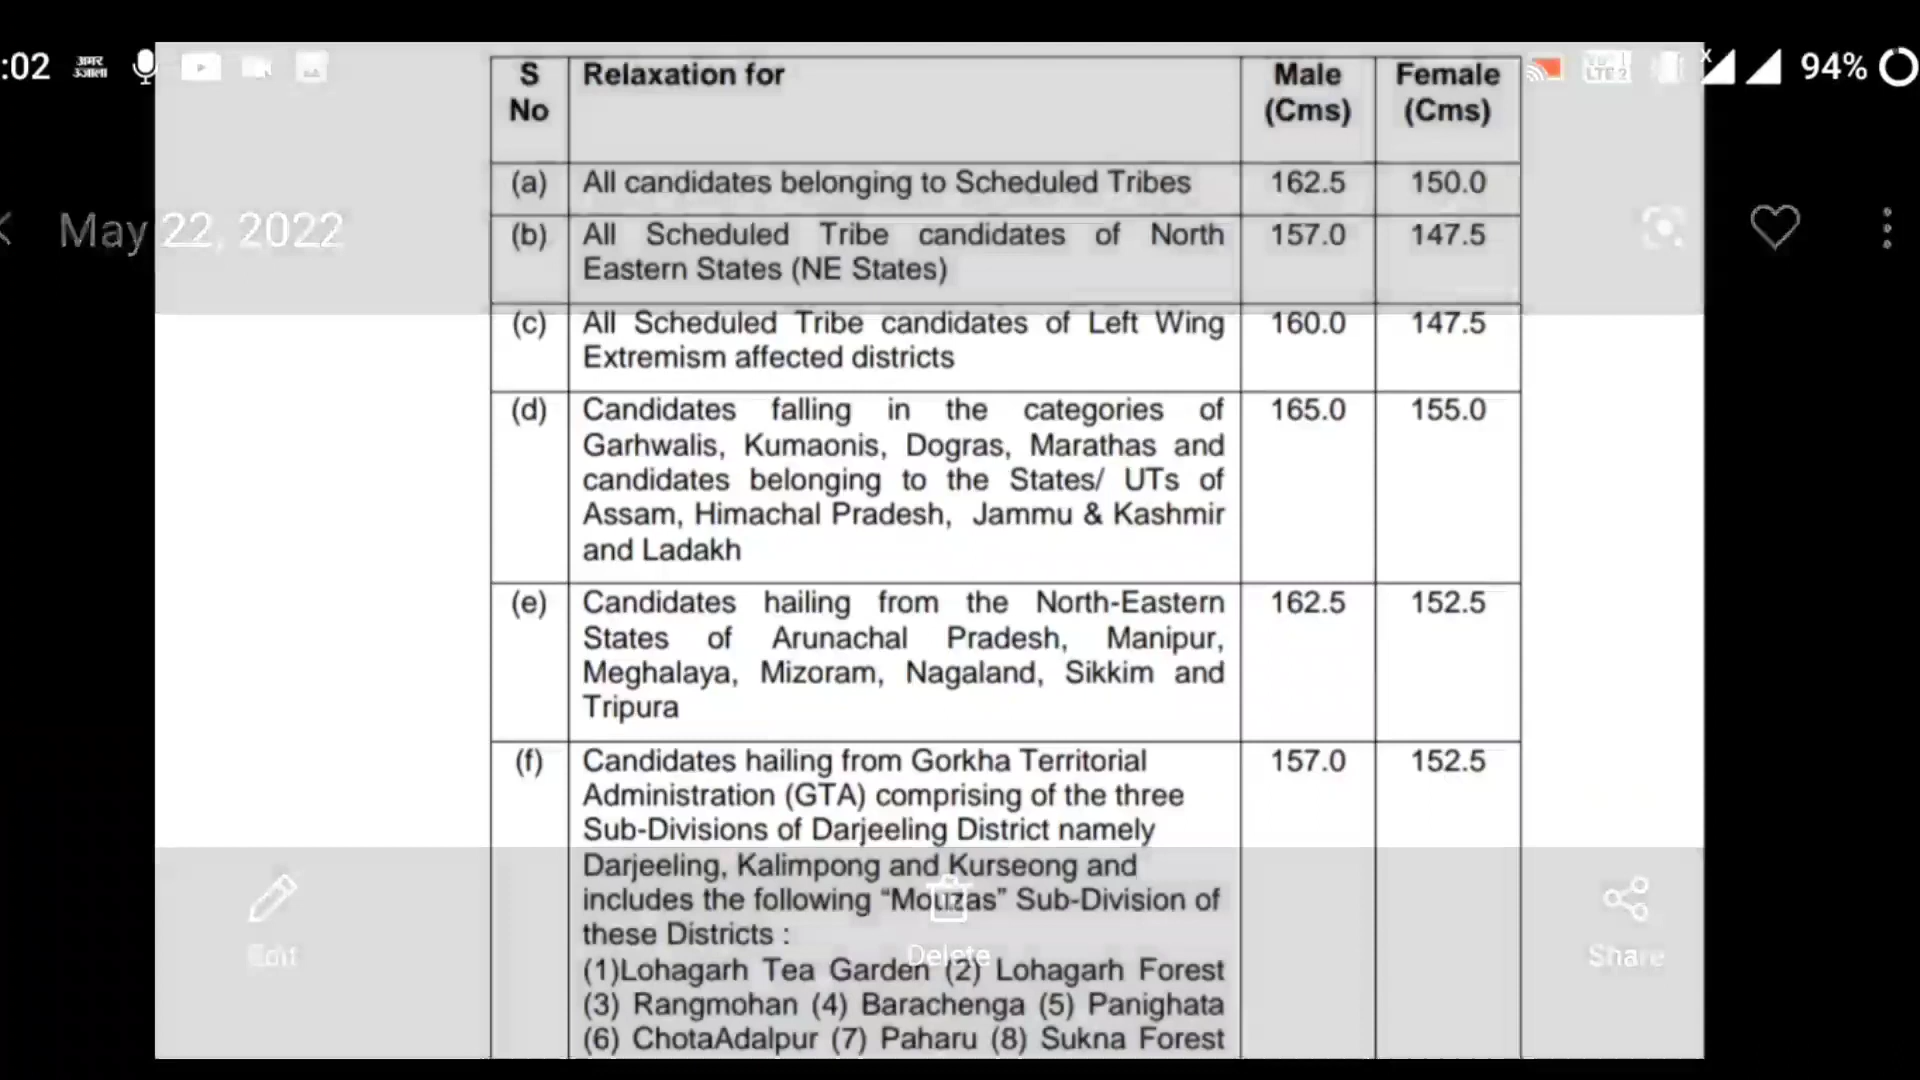 :02 अमर उजाला LTE 2 x 94%
May 22, 2022
S No Relaxation for Male (Cms) Female (Cms)
(a) All candidates belonging to Scheduled Tribes 162.5 150.0
(b) All Scheduled Tribe candidates of North 157.0 147.5
Eastern States (NE States)
(c) All Scheduled Tribe candidates of Left Wing 160.0 147.5
Extremism affected districts
(d) Candidates falling in the categories of 165.0 155.0
Garhwalis, Kumaonis, Dogras, Marathas and
candidates belonging to the States/ UTs of
Assam, Himachal Pradesh, Jammu & Kashmir
and Ladakh
(e) Candidates hailing from the North-Eastern 162.5 152.5
States of Arunachal Pradesh, Manipur,
Meghalaya, Mizoram, Nagaland, Sikkim and
Tripura
(f) Candidates hailing from Gorkha Territorial 157.0 152.5
Administration (GTA) comprising of the three
Sub-Divisions of Darjeeling District namely
Darjeeling, Kalimpong and Kurseong and
includes the following “Mouzas” Sub-Division of
these Districts :
(1)Lohagarh Tea Garden (2) Lohagarh Forest
(3) Rangmohan (4) Barachenga (5) Panighata
(6) ChotaAdalpur (7) Paharu (8) Sukna Forest
Edit
Delete
Share